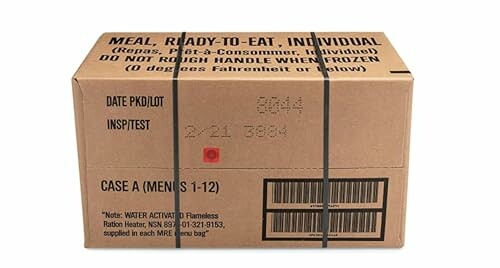 MEAL, READY-TO-EAT, INDIVIDUAL
(Repas, Prêt-à-Consommer, Individuel)
DO NOT ROUGH HANDLE WHEN FROZEN
(0 degrees Fahrenheit or below)
DATE PKD/LOT 8044
INSP/TEST 2/21 3884
CASE A (MENUS 1-12)
"Note: WATER ACTIVATED Flameless
Ration Heater, NSN 8970-01-321-9153,
supplied in each MRE menu bag"